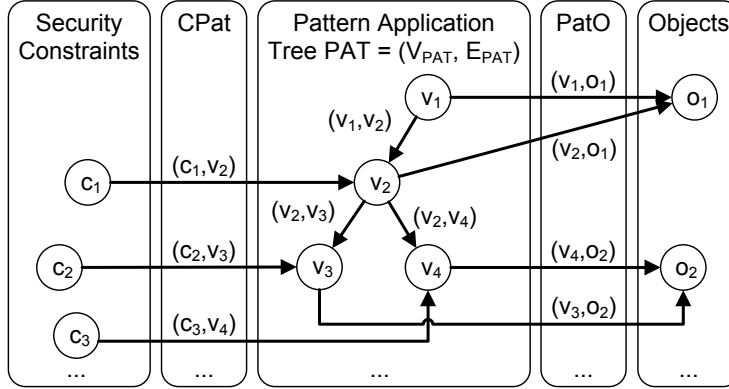 Security Constraints
CPat
Pattern Application
Tree PAT = (V_PAT, E_PAT)
PatO
Objects
v₁
(v₁,o₁)
o₁
(v₁,v₂)
(v₂,o₁)
c₁
(c₁,v₂)
v₂
(v₂,v₃)
(v₂,v₄)
c₂
(c₂,v₃)
v₃
v₄
(v₄,o₂)
o₂
(v₃,o₂)
c₃
(c₃,v₄)
...
...
...
...
...